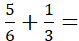 5/6 + 1/3 =